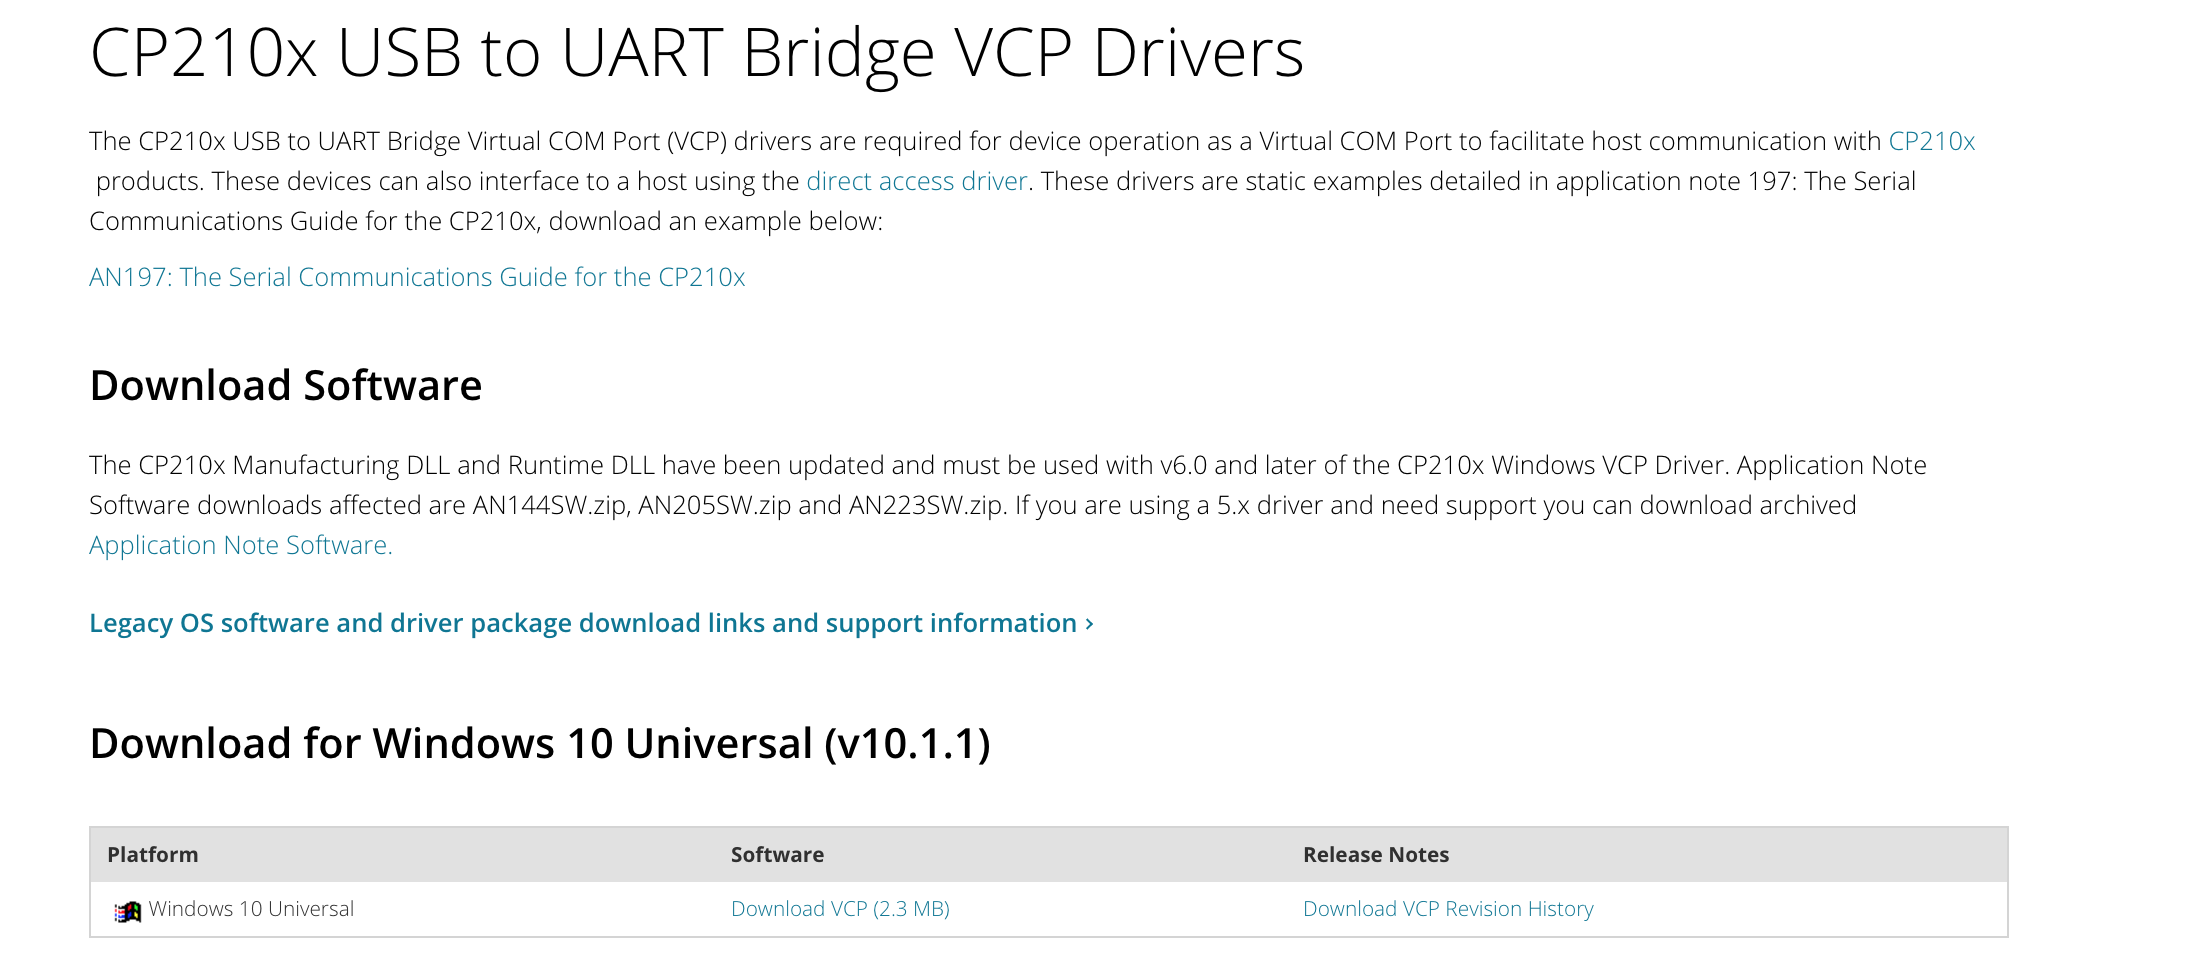 CP210x USB to UART Bridge VCP Drivers
The CP210x USB to UART Bridge Virtual COM Port (VCP) drivers are required for device operation as a Virtual COM Port to facilitate host communication with CP210x
products. These devices can also interface to a host using the direct access driver. These drivers are static examples detailed in application note 197: The Serial
Communications Guide for the CP210x, download an example below:
AN197: The Serial Communications Guide for the CP210x
Download Software
The CP210x Manufacturing DLL and Runtime DLL have been updated and must be used with v6.0 and later of the CP210x Windows VCP Driver. Application Note
Software downloads affected are AN144SW.zip, AN205SW.zip and AN223SW.zip. If you are using a 5.x driver and need support you can download archived
Application Note Software.
Legacy OS software and driver package download links and support information ›
Download for Windows 10 Universal (v10.1.1)
Platform Software Release Notes
Windows 10 Universal Download VCP (2.3 MB) Download VCP Revision History